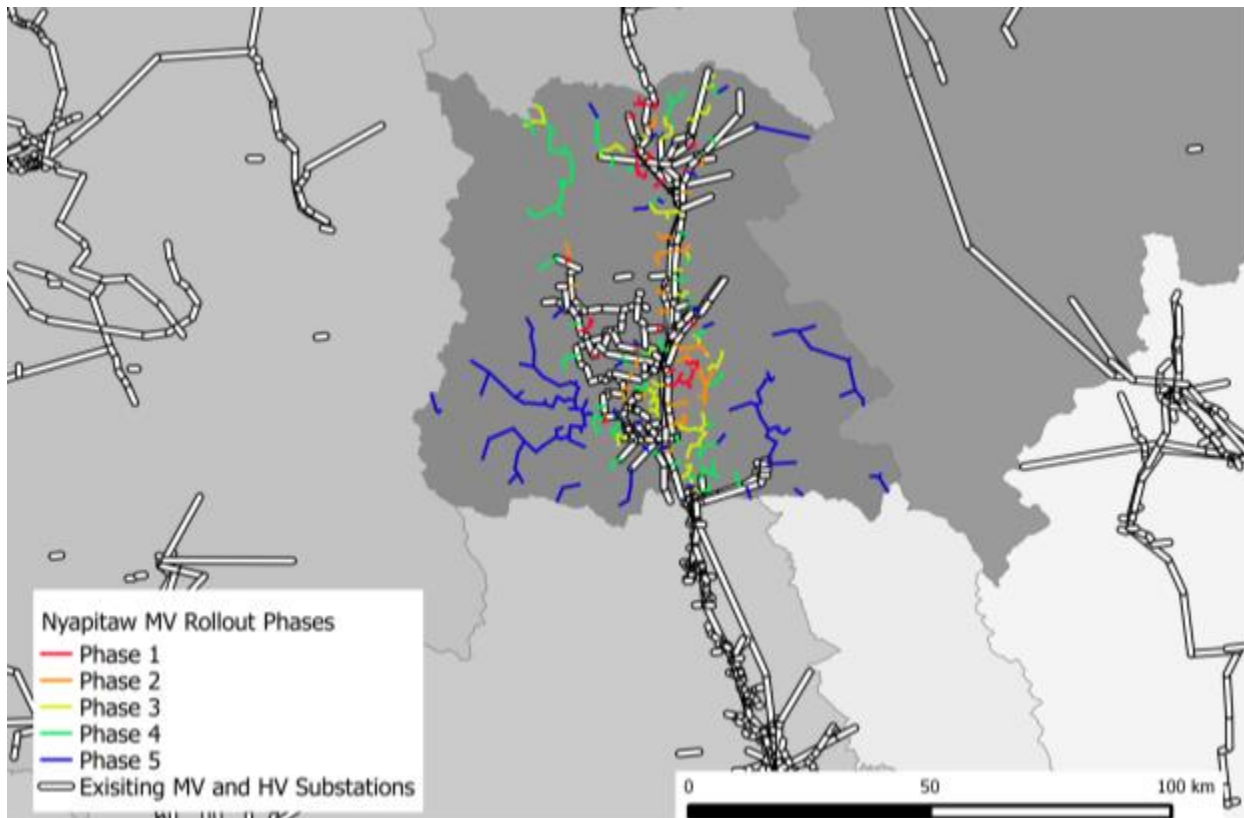 Nyapitaw MV Rollout Phases
Phase 1
Phase 2
Phase 3
Phase 4
Phase 5
Exisiting MV and HV Substations
0 50 100 km